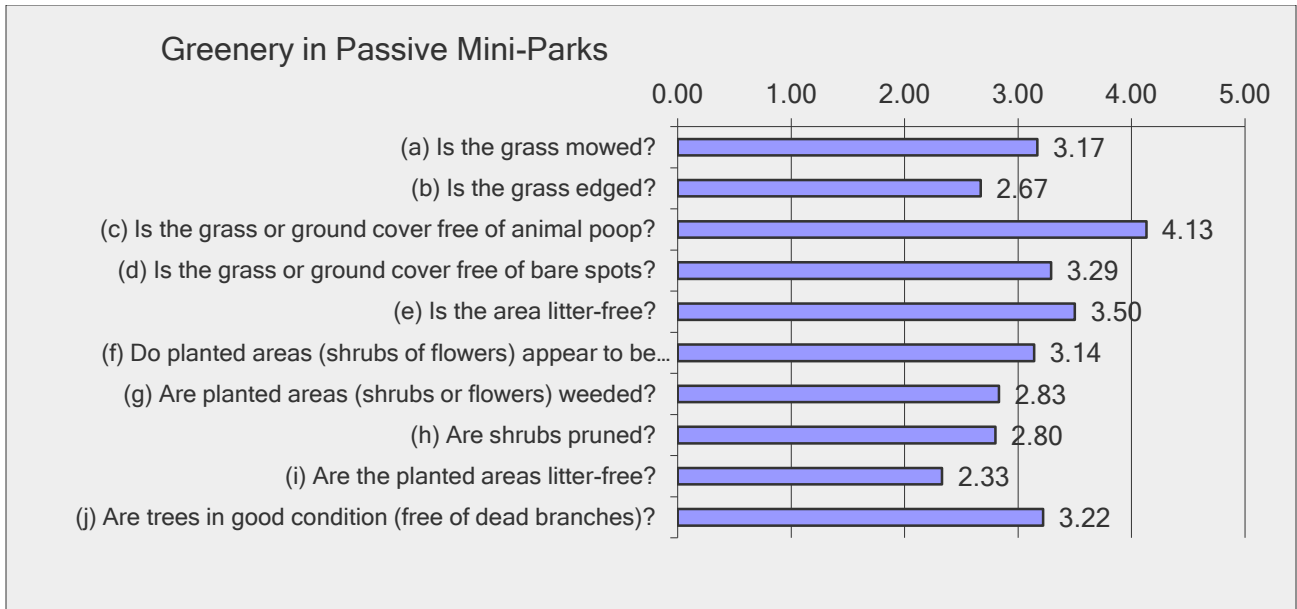 Greenery in Passive Mini-Parks
0.00 1.00 2.00 3.00 4.00 5.00
(a) Is the grass mowed? 3.17
(b) Is the grass edged? 2.67
(c) Is the grass or ground cover free of animal poop? 4.13
(d) Is the grass or ground cover free of bare spots? 3.29
(e) Is the area litter-free? 3.50
(f) Do planted areas (shrubs of flowers) appear to be... 3.14
(g) Are planted areas (shrubs or flowers) weeded? 2.83
(h) Are shrubs pruned? 2.80
(i) Are the planted areas litter-free? 2.33
(j) Are trees in good condition (free of dead branches)? 3.22